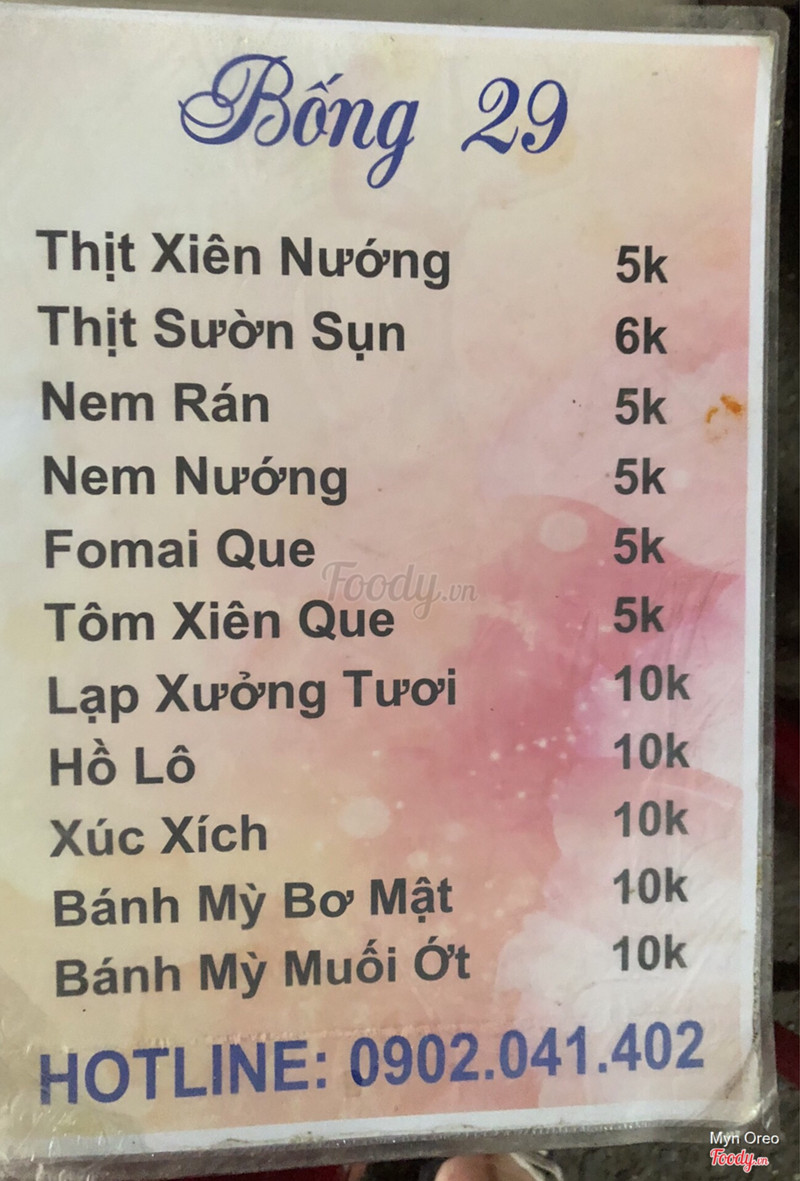 Bống 29
Thịt Xiên Nướng 5k
Thịt Sườn Sụn 6k
Nem Rán 5k
Nem Nướng 5k
Fomai Que 5k
Foody.vn
Tôm Xiên Que 5k
Lạp Xưởng Tươi 10k
Hồ Lô 10k
Xúc Xích 10k
Bánh Mỳ Bơ Mật 10k
Bánh Mỳ Muối Ớt 10k
HOTLINE: 0902.041.402
Myn Oreo
Foody.vn